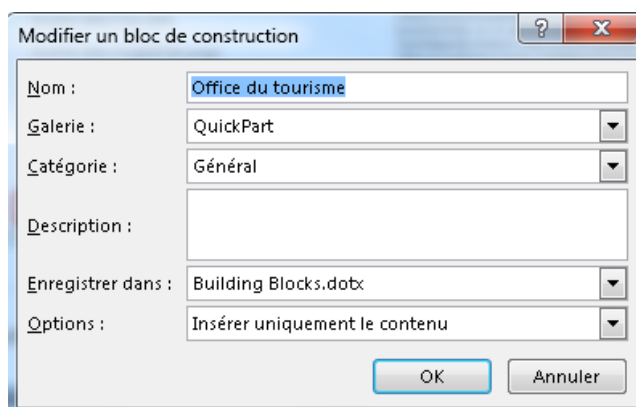 Modifier un bloc de construction
Nom : Office du tourisme
Galerie : QuickPart
Catégorie : Général
Description :
Enregistrer dans : Building Blocks.dotx
Options : Insérer uniquement le contenu
OK Annuler